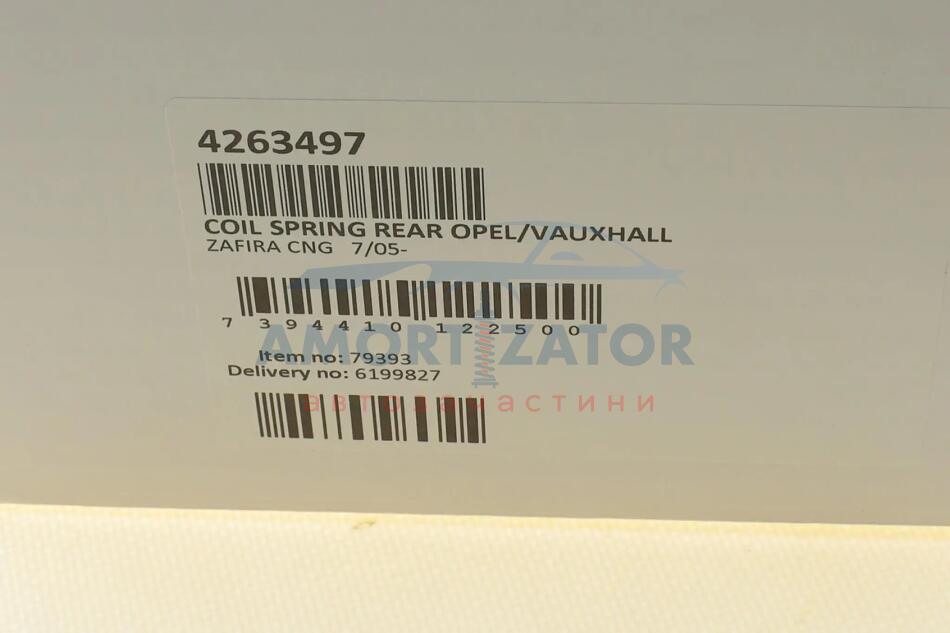 4263497
COIL SPRING REAR OPEL/VAUXHALL
ZAFIRA CNG 7/05-
7 394410 122500
AMORTIZATOR
Item no: 79393
Delivery no: 6199827
автозапчастини